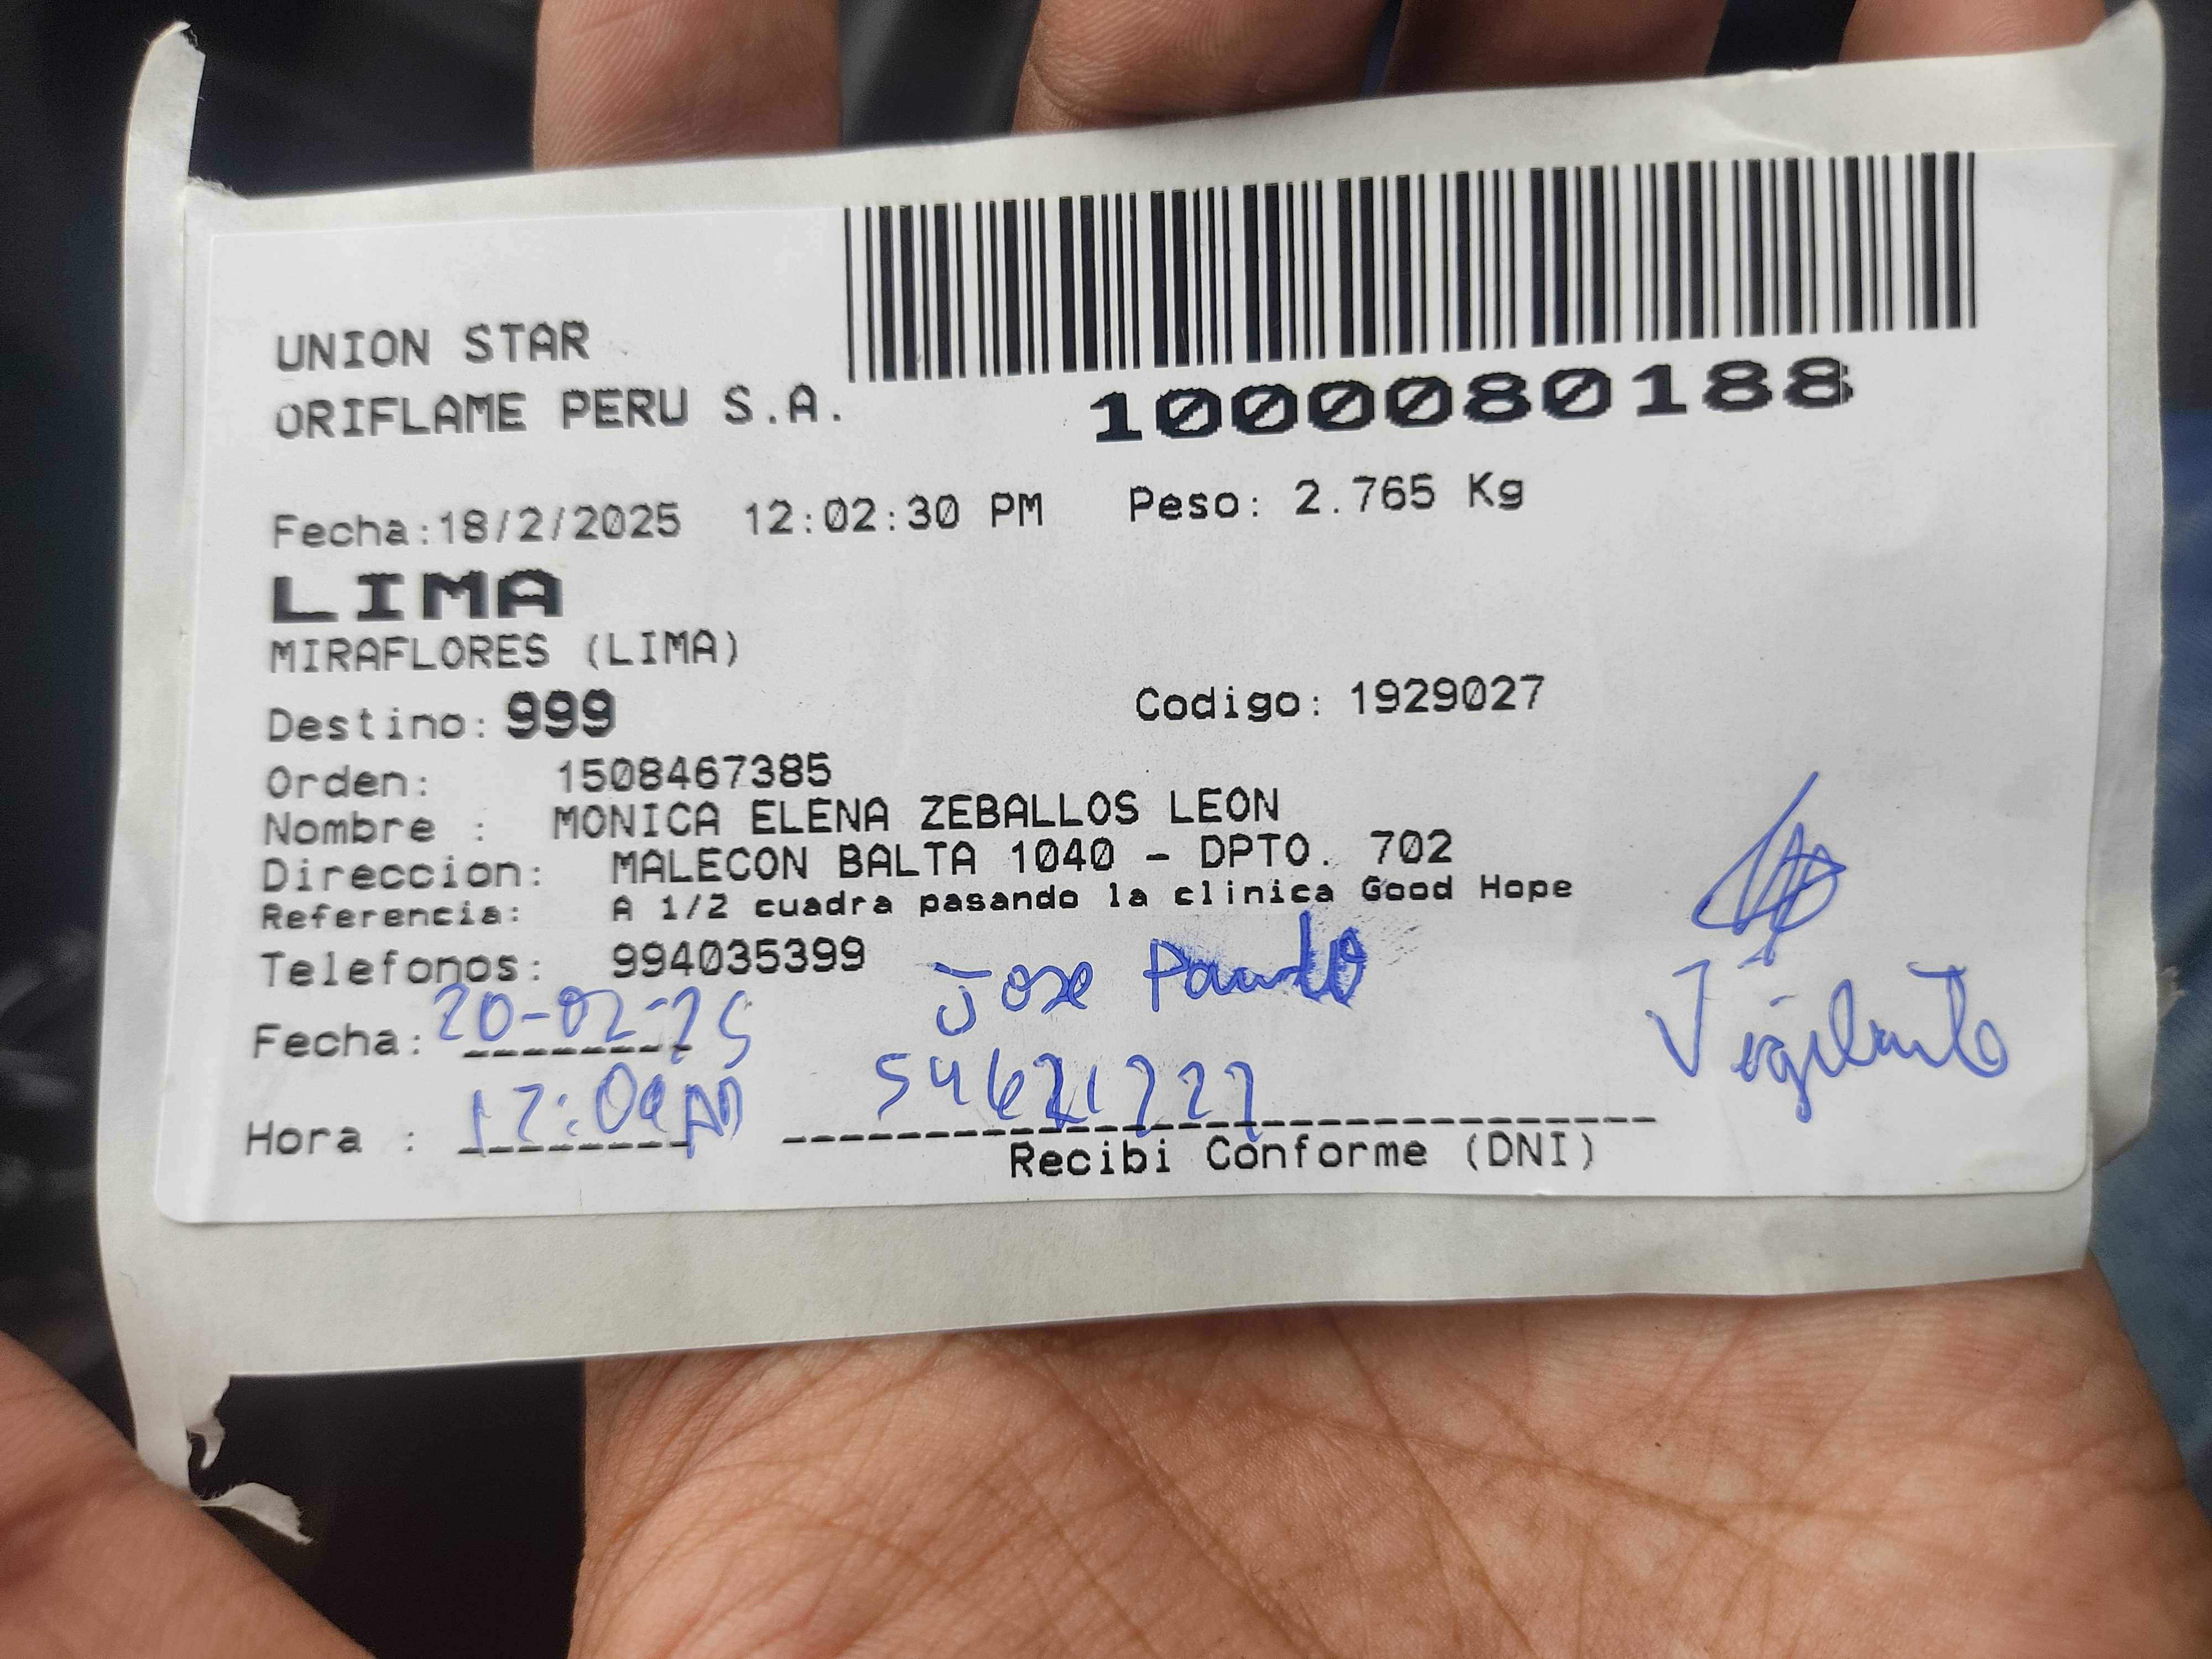 UNION STAR
ORIFLAME PERU S.A.
1000080188
Fecha:18/2/2025 12:02:30 PM Peso: 2.765 Kg
LIMA
MIRAFLORES (LIMA)
Destino: 999 Codigo: 1929027
Orden: 1508467385
Nombre : MONICA ELENA ZEBALLOS LEON
Direccion: MALECON BALTA 1040 - DPTO. 702
Referencia: A 1/2 cuadra pasando la clinica Good Hope
Telefonos: 994035399
Jose
Vigilante
Fecha: 20-02-25
Hora :
Recibi Conforme (DNI)